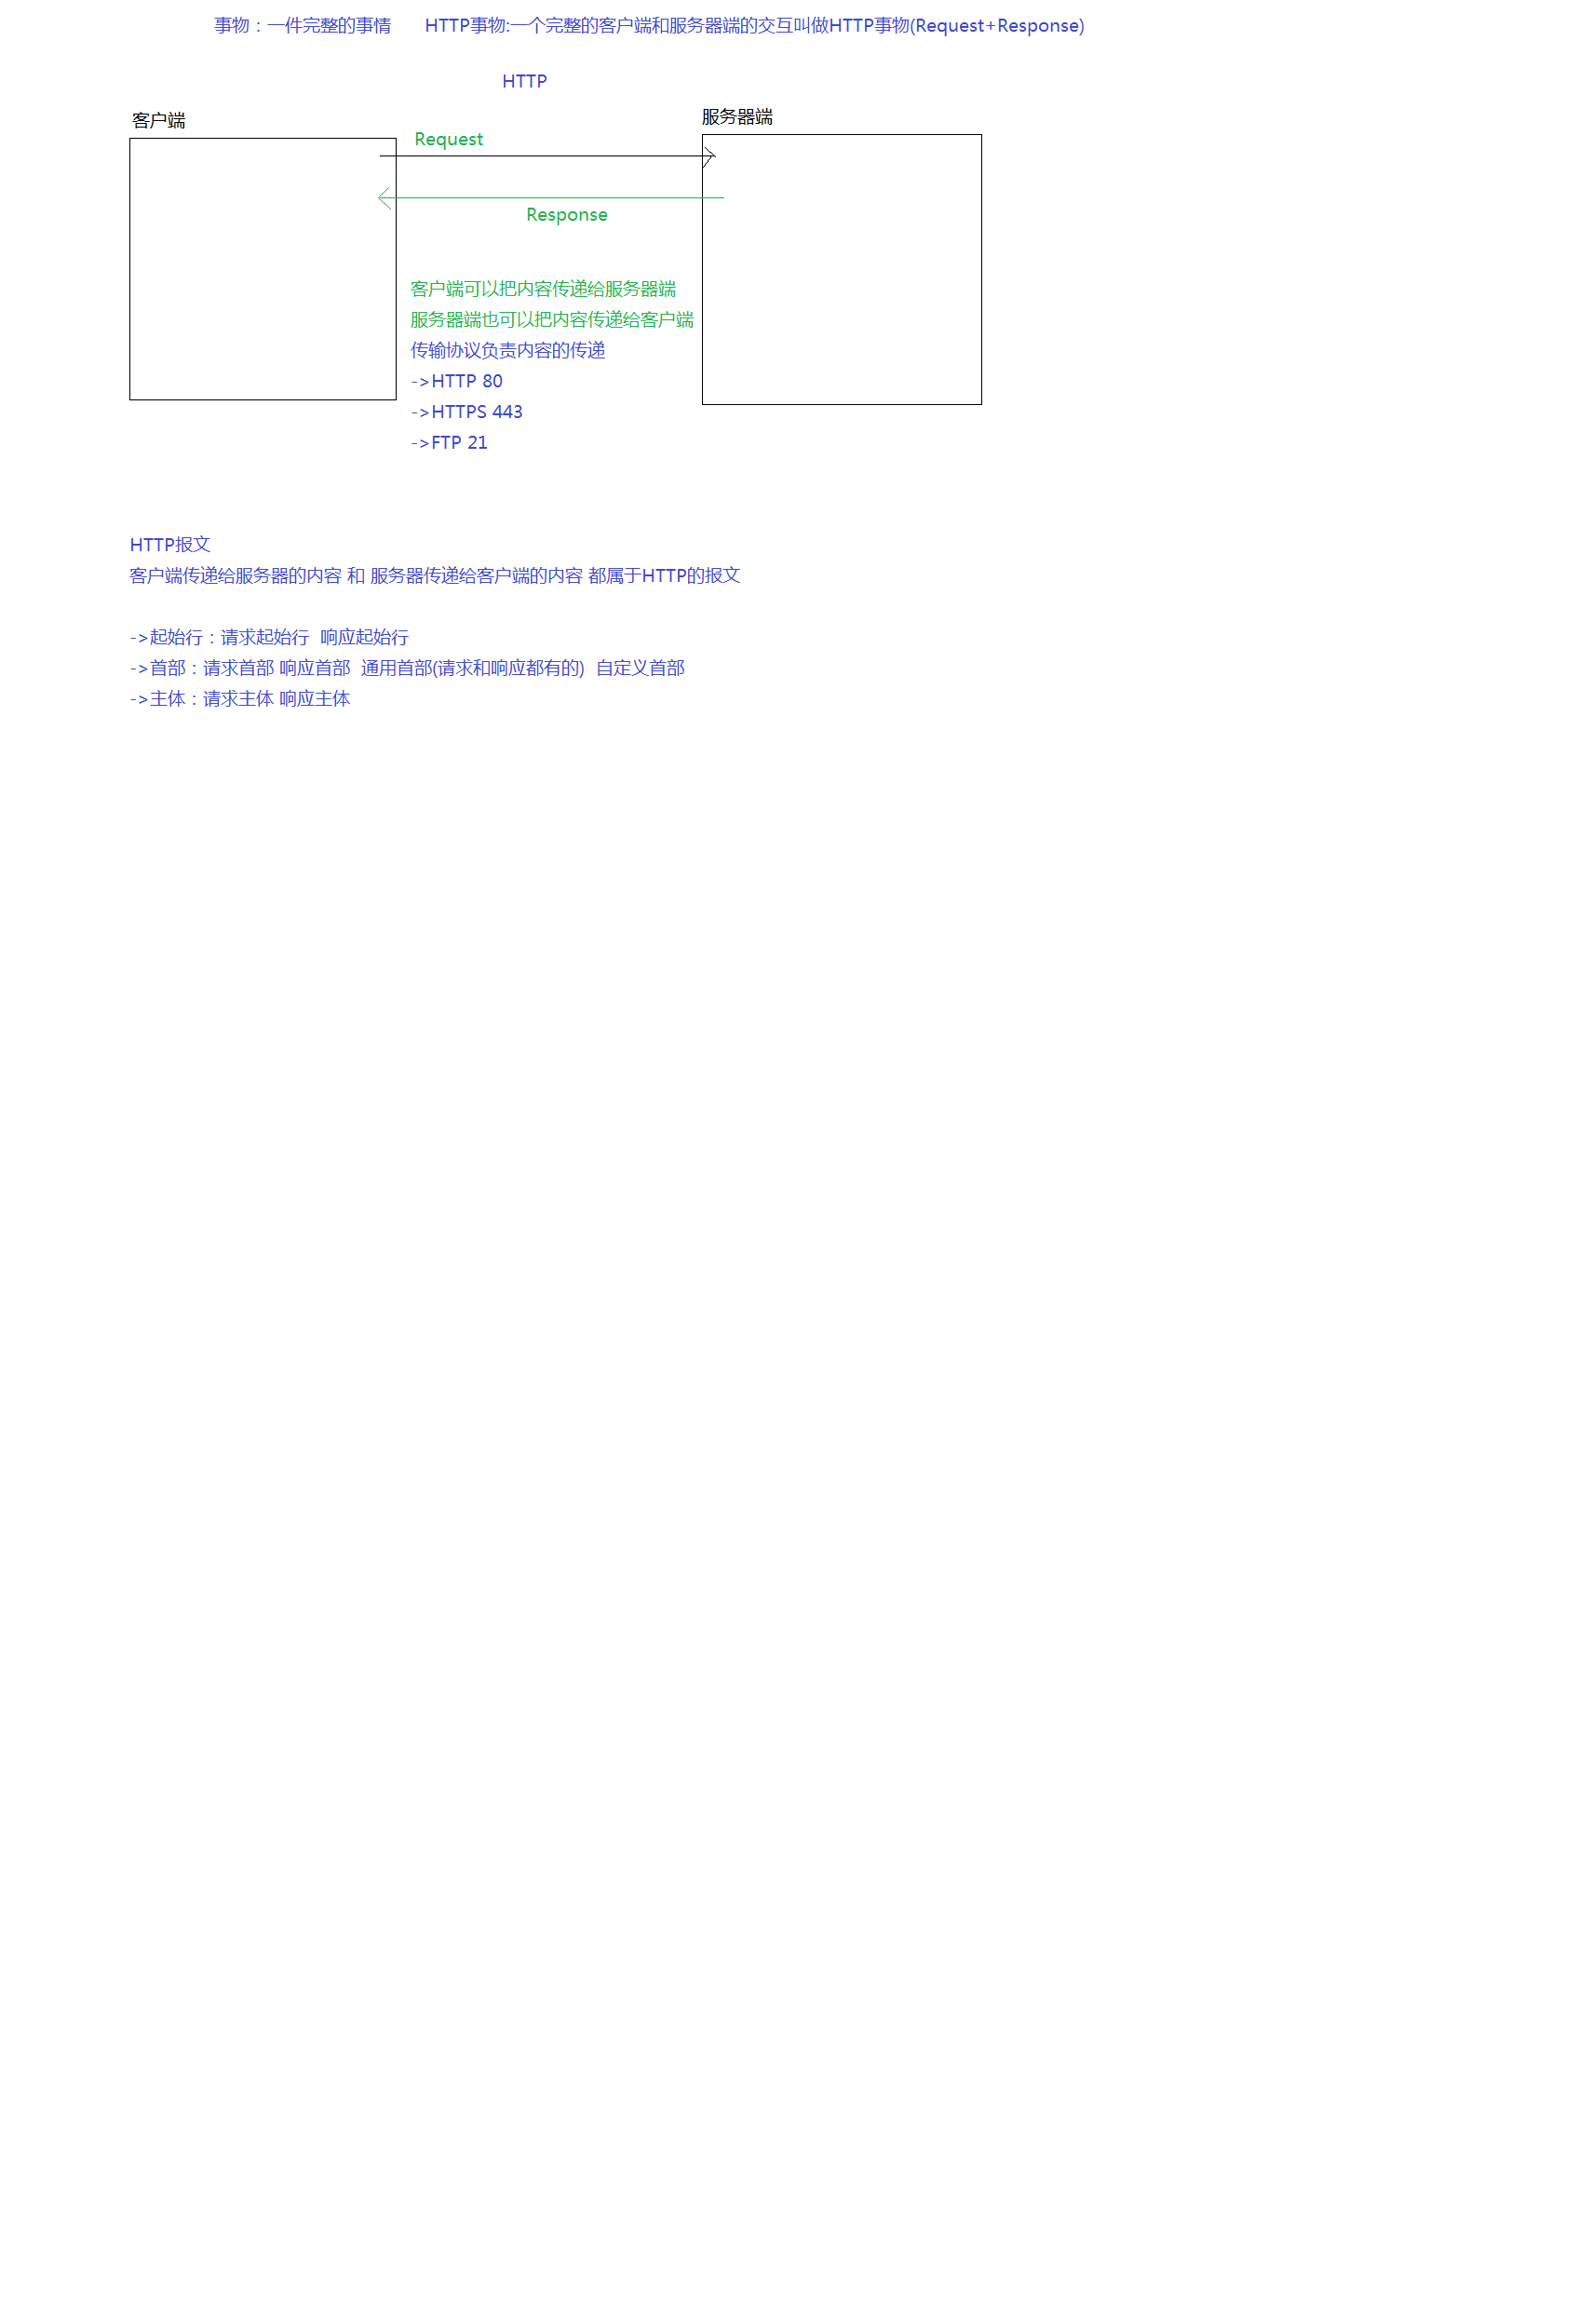 事物：一件完整的事情 HTTP事物:一个完整的客户端和服务器端的交互叫做HTTP事物(Request+Response)
HTTP
客户端
服务器端
Request
Response
客户端可以把内容传递给服务器端
服务器端也可以把内容传递给客户端
传输协议负责内容的传递
->HTTP 80
->HTTPS 443
->FTP 21
HTTP报文
客户端传递给服务器的内容 和 服务器传递给客户端的内容 都属于HTTP的报文
->起始行：请求起始行 响应起始行
->首部：请求首部 响应首部 通用首部(请求和响应都有的) 自定义首部
->主体：请求主体 响应主体